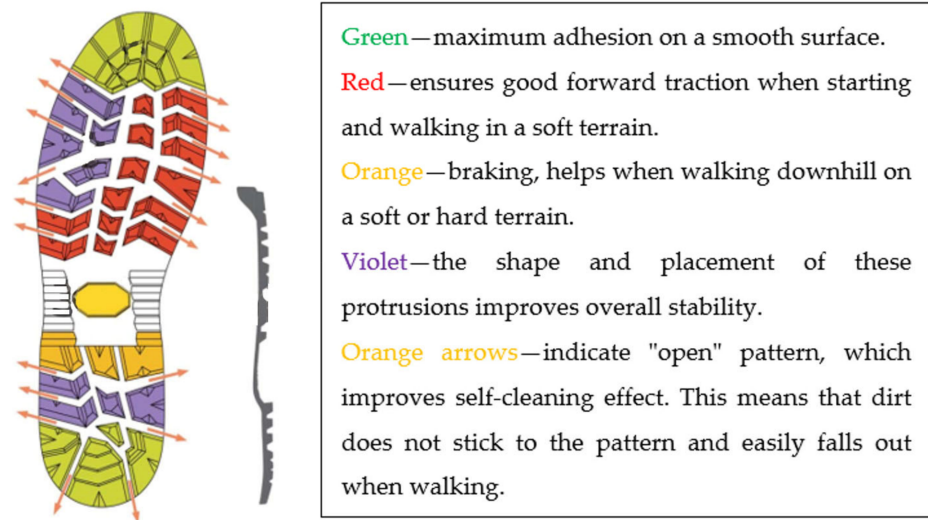 Green—maximum adhesion on a smooth surface.
Red—ensures good forward traction when starting
and walking in a soft terrain.
Orange—braking, helps when walking downhill on
a soft or hard terrain.
Violet—the shape and placement of these
protrusions improves overall stability.
Orange arrows—indicate "open" pattern, which
improves self-cleaning effect. This means that dirt
does not stick to the pattern and easily falls out
when walking.